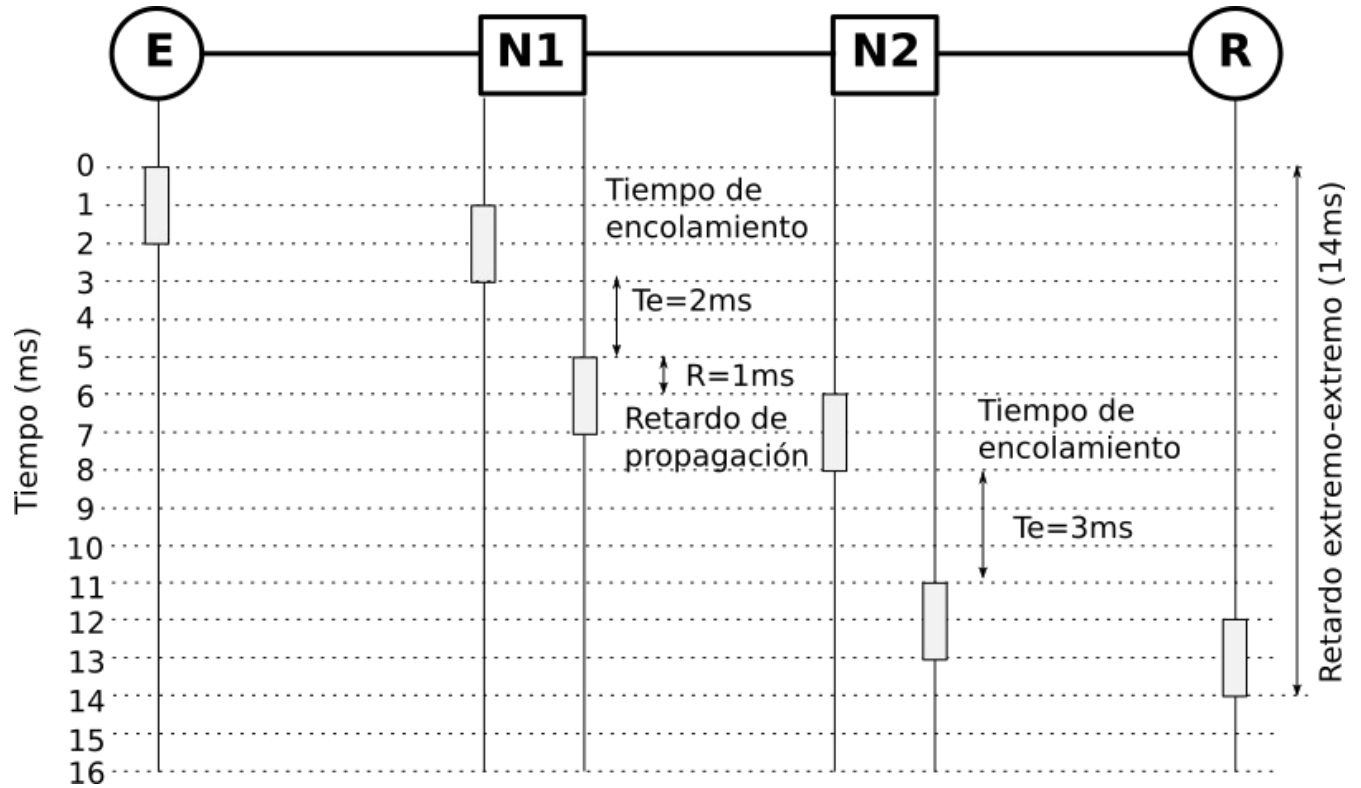 E
N1
N2
R
0
1
2
3
4
5
6
7
8
9
10
11
12
13
14
15
16
Tiempo (ms)
Tiempo de
encolamiento
Te=2ms
R=1ms
Retardo de
propagación
Tiempo de
encolamiento
Te=3ms
Retardo extremo-extremo (14ms)